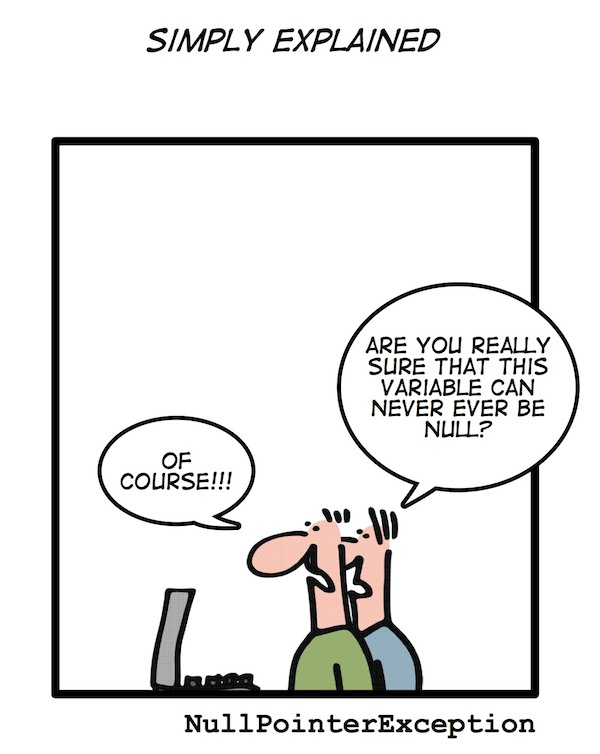 SIMPLY EXPLAINED
ARE YOU REALLY
SURE THAT THIS
VARIABLE CAN
NEVER EVER BE
NULL?
OF
COURSE!!!
NullPointerException